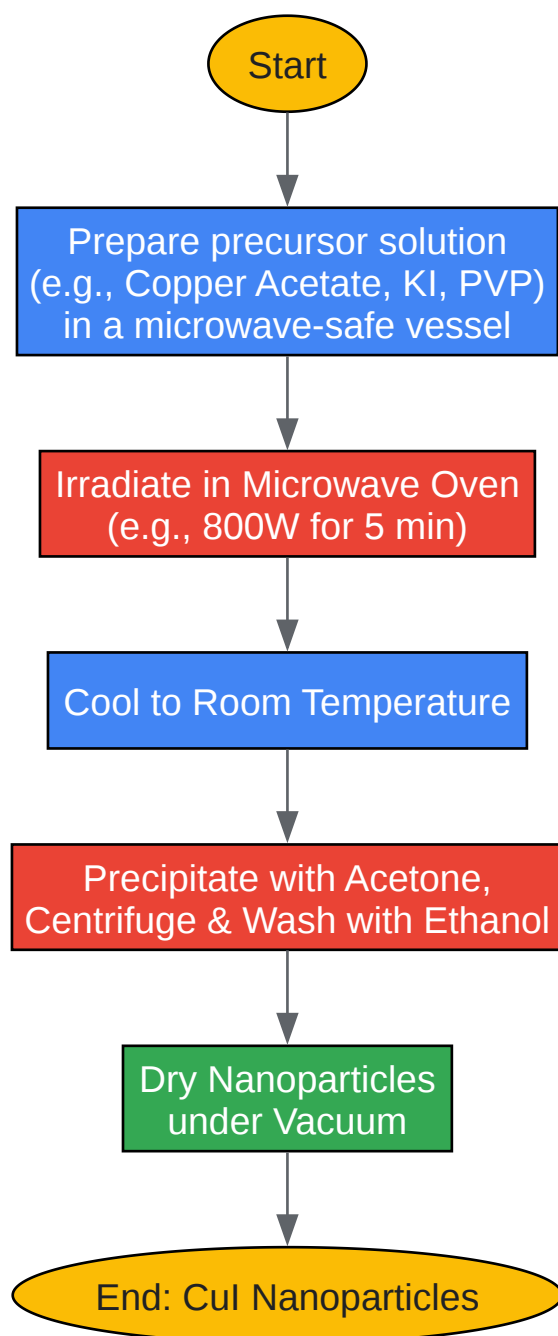 Start
Prepare precursor solution
(e.g., Copper Acetate, KI, PVP)
in a microwave-safe vessel
Irradiate in Microwave Oven
(e.g., 800W for 5 min)
Cool to Room Temperature
Precipitate with Acetone,
Centrifuge & Wash with Ethanol
Dry Nanoparticles
under Vacuum
End: CuI Nanoparticles